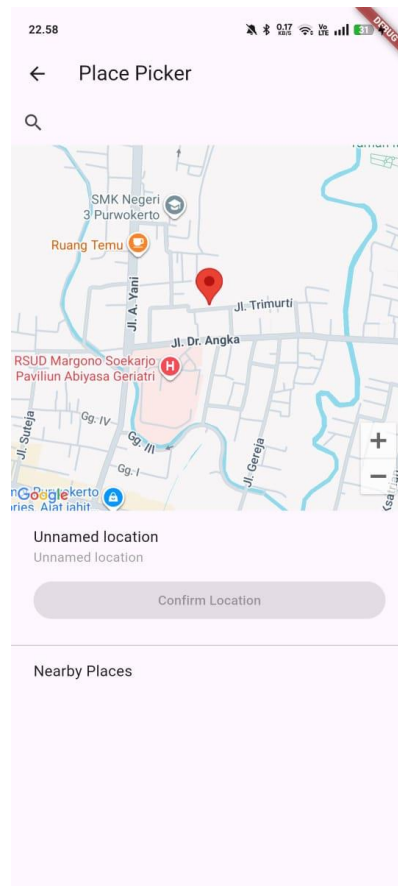 22.58
0.17
KB/S
Vo
LTE
31
DEBUG
Place Picker
SMK Negeri
3 Purwokerto
Ruang Temu
Jl. A. Yani
Jl. Trimurti
Jl. Dr. Angka
RSUD Margono Soekarjo
Paviliun Abiyasa Geriatri
Jl. Suteja
Gg. IV
Gg. III
Gg. I
Jl. Gereja
+
−
Google
Unnamed location
Unnamed location
Confirm Location
Nearby Places